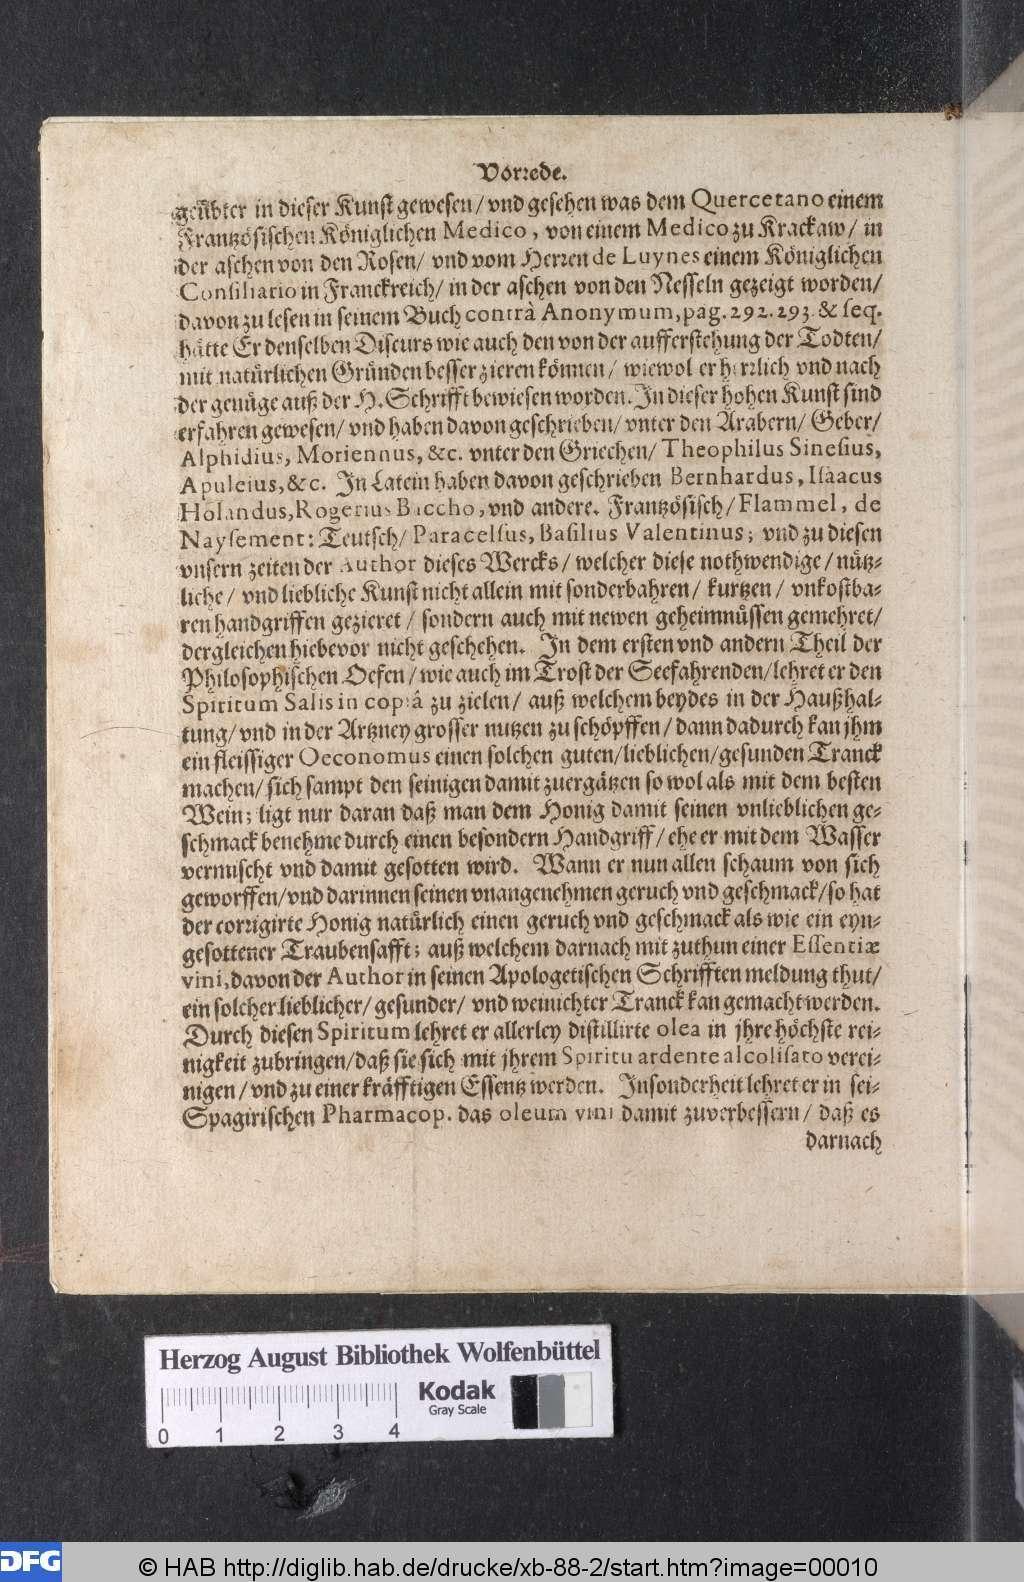 Vorrede.
geübter in dieser Kunst gewesen/ vnd gesehen was dem Quercetano einem
Frantzösischen Königlichen Medico, von einem Medico zu Krackaw/ in
der aschen von den Rosen/ vnd vom Herren de Luynes einem Königlichen
Consiliario in Franckreich/ in der aschen von den Nesseln gezeigt worden/
davon zu lesen in seinem Buch contrà Anonymum, pag. 292. 293. & seq.
hätte Er denselben Discurs wie auch den von der aufferstehung der Todten/
mit natürlichen Gründen besser zieren können/ wiewol er herrlich vnd nach
der genüge auß der H. Schrifft bewiesen worden. In dieser hohen Kunst sind
erfahren gewesen/ vnd haben davon geschrieben/ vnter den Arabern/ Geber/
Alphidius, Moriennus, &c. vnter den Griechen/ Theophilus Sinesius,
Apuleius, &c. In Latein haben davon geschrieben Bernhardus, Isaacus
Holandus, Rogerius Baccho, vnd andere. Frantzösisch/ Flammel, de
Naysement: Teutsch/ Paracelsus, Basilius Valentinus; vnd zu diesen
vnsern zeiten der Author dieses Wercks/ welcher diese nothwendige/ nütz-
liche/ vnd liebliche Kunst nicht allein mit sonderbahren/ kurtzen/ vnkostba-
ren handgriffen gezieret/ sondern auch mit newen geheimnüssen gemehret/
dergleichen hiebevor nicht geschehen. In dem ersten vnd andern Theil der
Philosophischen Oefen/ wie auch im Trost der Seefahrenden/ lehret er den
Spiritum Salis in copiâ zu zielen/ auß welchem beydes in der Haußhal-
tung/ vnd in der Artzney grosser nutzen zu schöpffen/ dann dadurch kan jhm
ein fleissiger Oeconomus einen solchen guten/ lieblichen/ gesunden Tranck
machen/ sich sampt den seinigen damit zuergätzen so wol als mit dem besten
Wein; ligt nur daran daß man dem Honig damit seinen vnlieblichen ge-
schmack benehme durch einen besondern Handgriff/ ehe er mit dem Wasser
vermischt vnd damit gesotten wird. Wann er nun allen schaum von sich
geworffen/ vnd darinnen seinen vnangenehmen geruch vnd geschmack/ so hat
der corrigirte Honig natürlich einen geruch vnd geschmack als wie ein eyn-
gesottener Traubensafft; auß welchem darnach mit zuthun einer Essentiæ
vini, davon der Author in seinen Apologetischen Schrifften meldung thut/
ein solcher lieblicher/ gesunder/ vnd weinichter Tranck kan gemacht werden.
Durch diesen Spiritum lehret er allerley distillirte olea in jhre höchste rei-
nigkeit zubringen/ daß sie sich mit jhrem Spiritu ardente alcolisato verei-
nigen/ vnd zu einer kräfftigen Essentz werden. Insonderheit lehret er in sei-
Spagirischen Pharmacop. das oleum vini damit zuverbessern/ daß es
darnach
Herzog August Bibliothek Wolfenbüttel
Kodak
Gray Scale
0 1 2 3 4
DFG
© HAB http://diglib.hab.de/drucke/xb-88-2/start.htm?image=00010